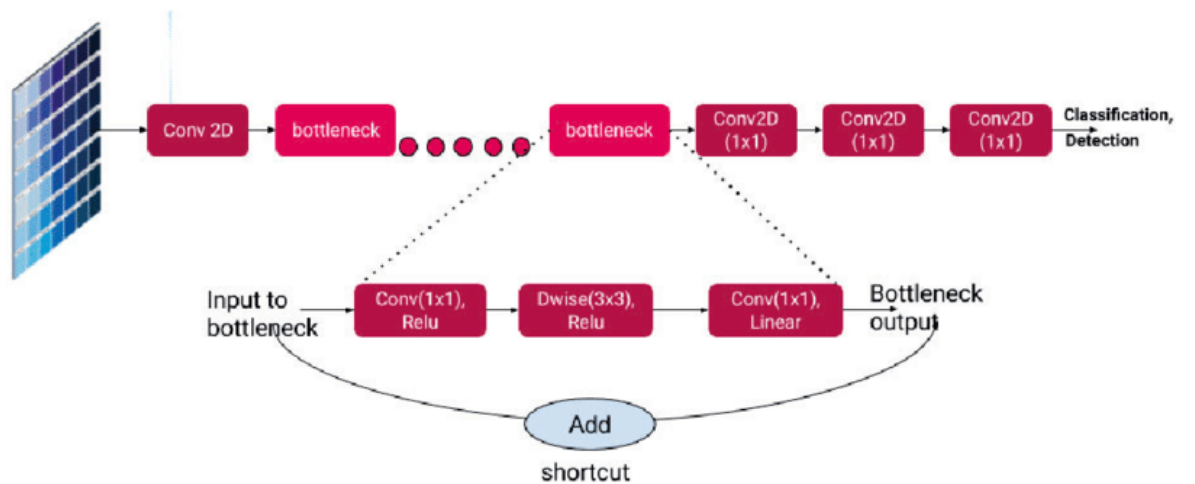 Conv 2D
bottleneck
bottleneck
Conv2D
(1x1)
Conv2D
(1x1)
Conv2D
(1x1)
Classification,
Detection
Input to
bottleneck
Conv(1x1),
Relu
Dwise(3x3),
Relu
Conv(1x1),
Linear
Bottleneck
output
Add
shortcut